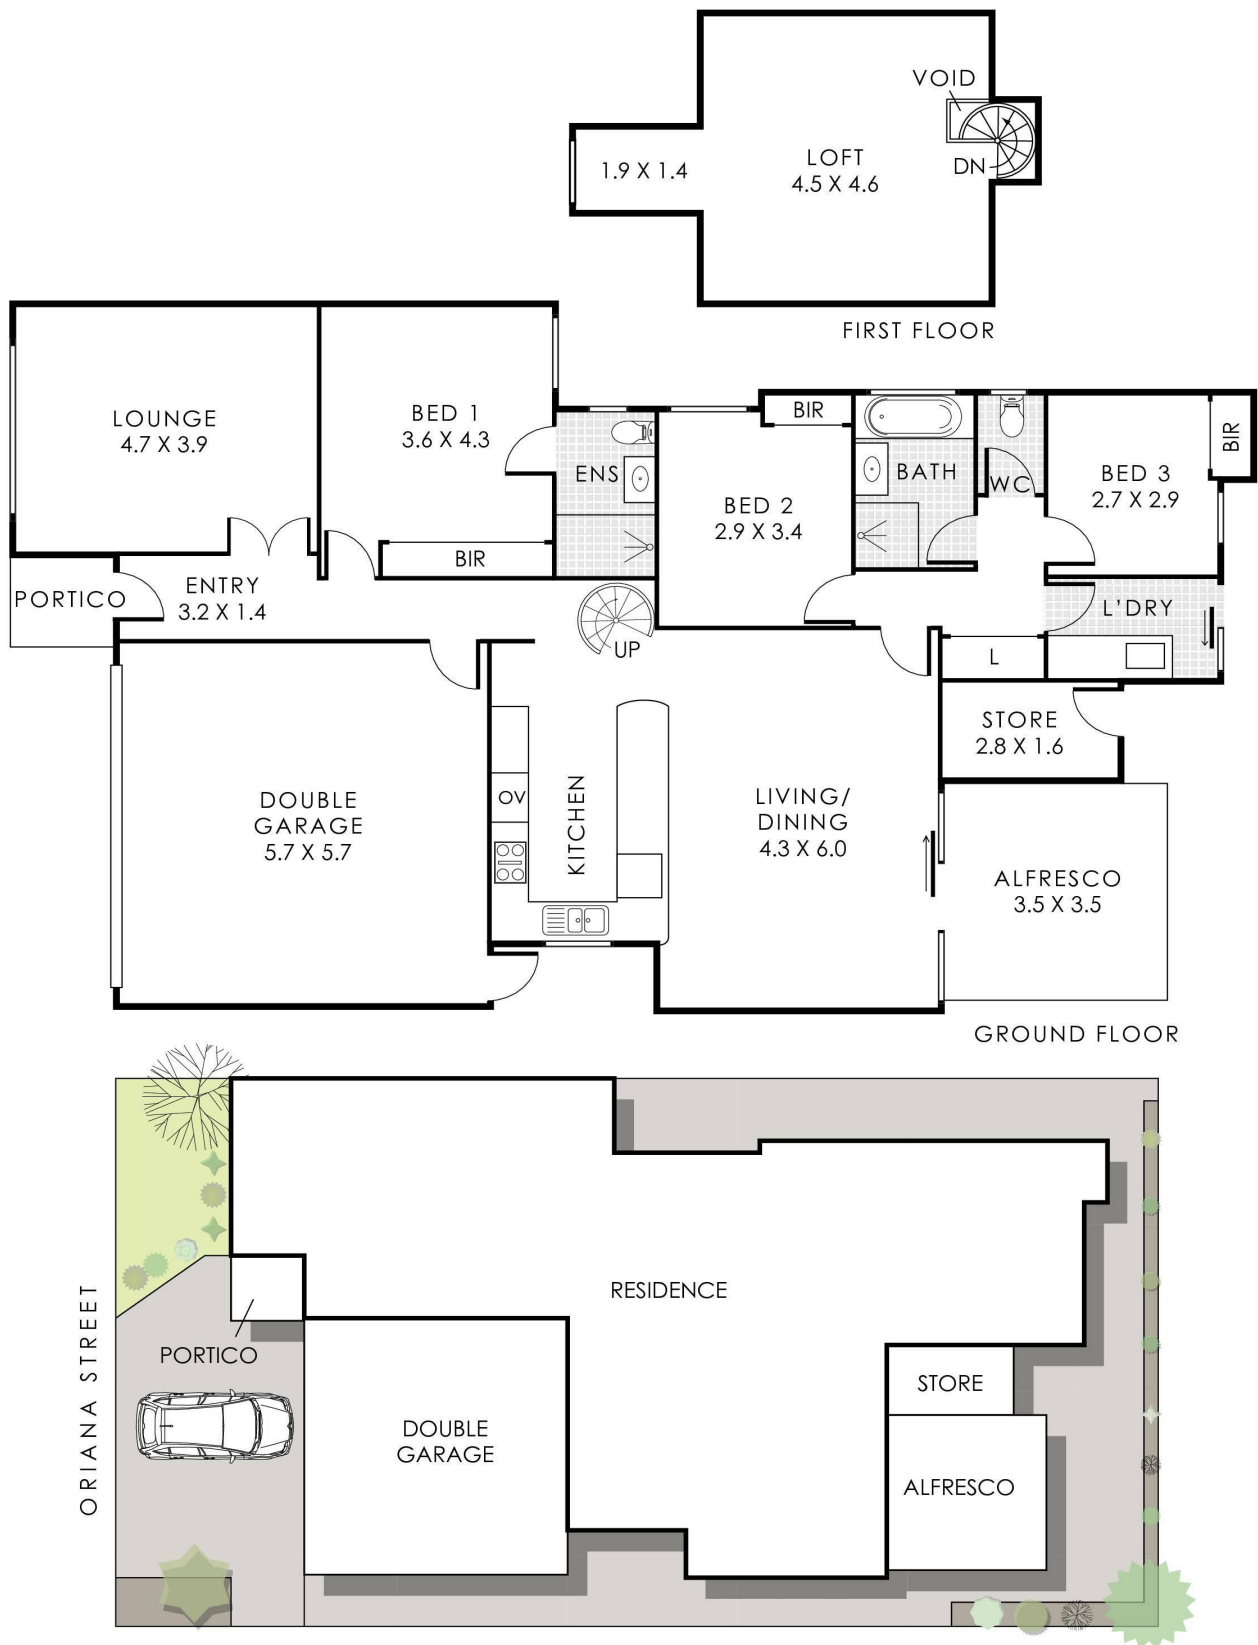 VOID
LOFT
4.5 X 4.6
DN
1.9 X 1.4
FIRST FLOOR
LOUNGE
4.7 X 3.9
BED 1
3.6 X 4.3
BIR
ENS
BIR
BED 2
2.9 X 3.4
BATH
WC
BED 3
2.7 X 2.9
BIR
PORTICO
ENTRY
3.2 X 1.4
UP
L'DRY
L
STORE
2.8 X 1.6
DOUBLE
GARAGE
5.7 X 5.7
OV
KITCHEN
LIVING/
DINING
4.3 X 6.0
ALFRESCO
3.5 X 3.5
GROUND FLOOR
ORIANA STREET
PORTICO
RESIDENCE
DOUBLE
GARAGE
STORE
ALFRESCO